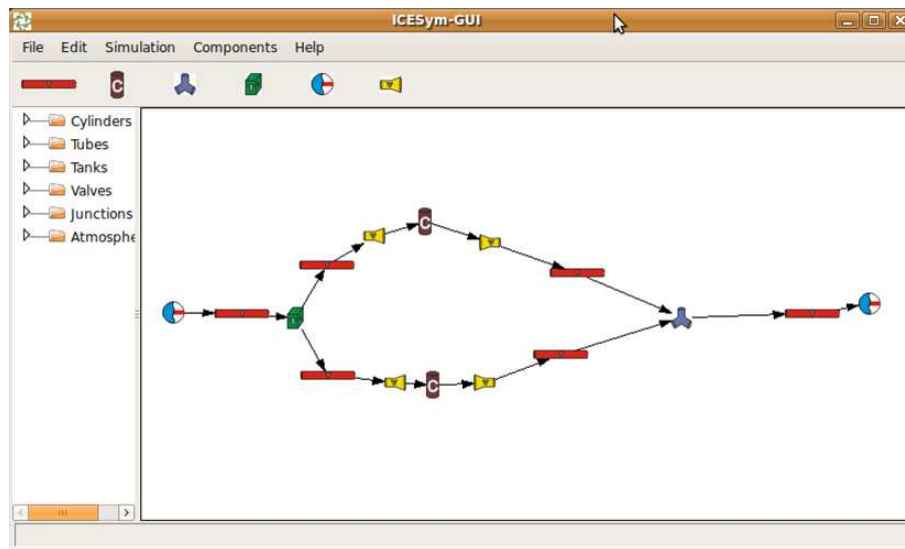 ICESym-GUI
File Edit Simulation Components Help
C
Cylinders
Tubes
Tanks
Valves
Junctions
Atmosphe
C
C